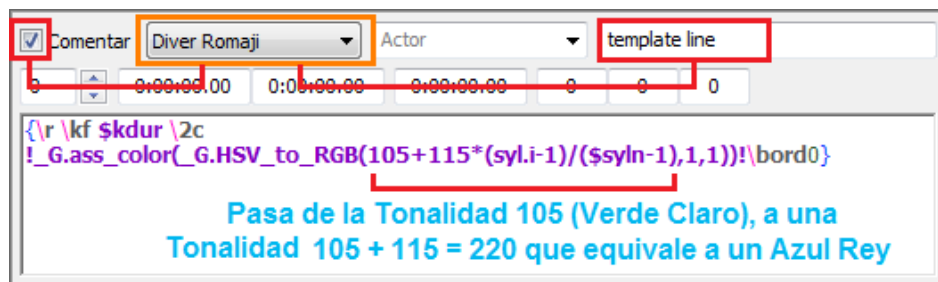 Comentar Diver Romaji Actor template line
0 0:00:00.00 0:00:00.00 0:00:00.00 0 0 0
{\r \kf $kdur \2c
!_G.ass_color(_G.HSV_to_RGB(105+115*(syl.i-1)/($syln-1),1,1))!\bord0}
Pasa de la Tonalidad 105 (Verde Claro), a una
Tonalidad 105 + 115 = 220 que equivale a un Azul Rey